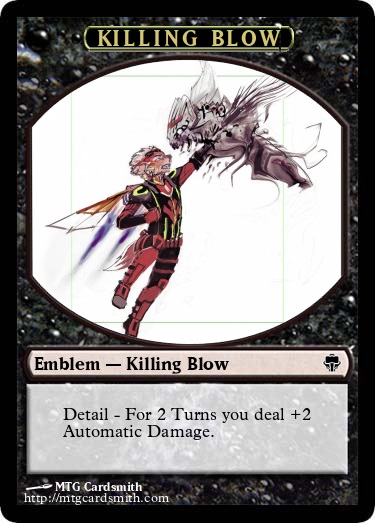 KILLING BLOW
Emblem — Killing Blow
Detail - For 2 Turns you deal +2
Automatic Damage.
MTG Cardsmith
http://mtgcardsmith.com